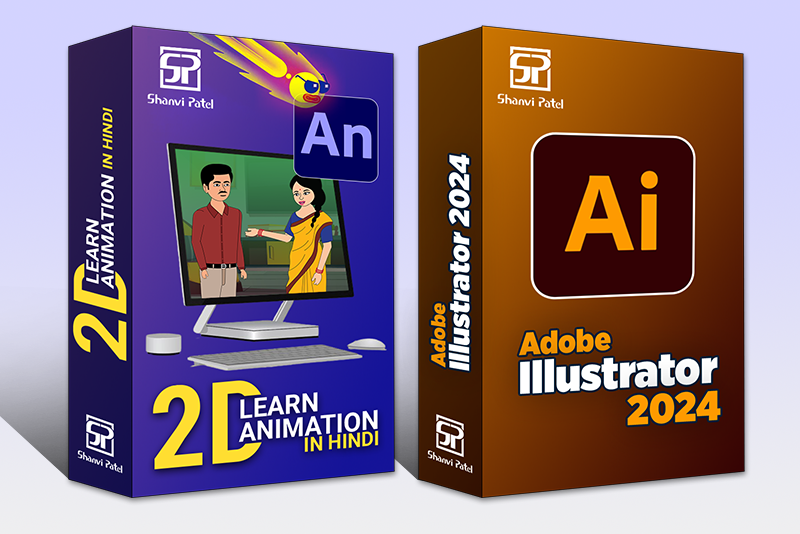 SP
Shanvi Patel
An
2D LEARN
ANIMATION
IN HINDI
2D LEARN
ANIMATION IN HINDI
SP
Shanvi Patel
SP
Shanvi Patel
Ai
Adobe
Illustrator
2024
Adobe
Illustrator 2024
SP
Shanvi Patel